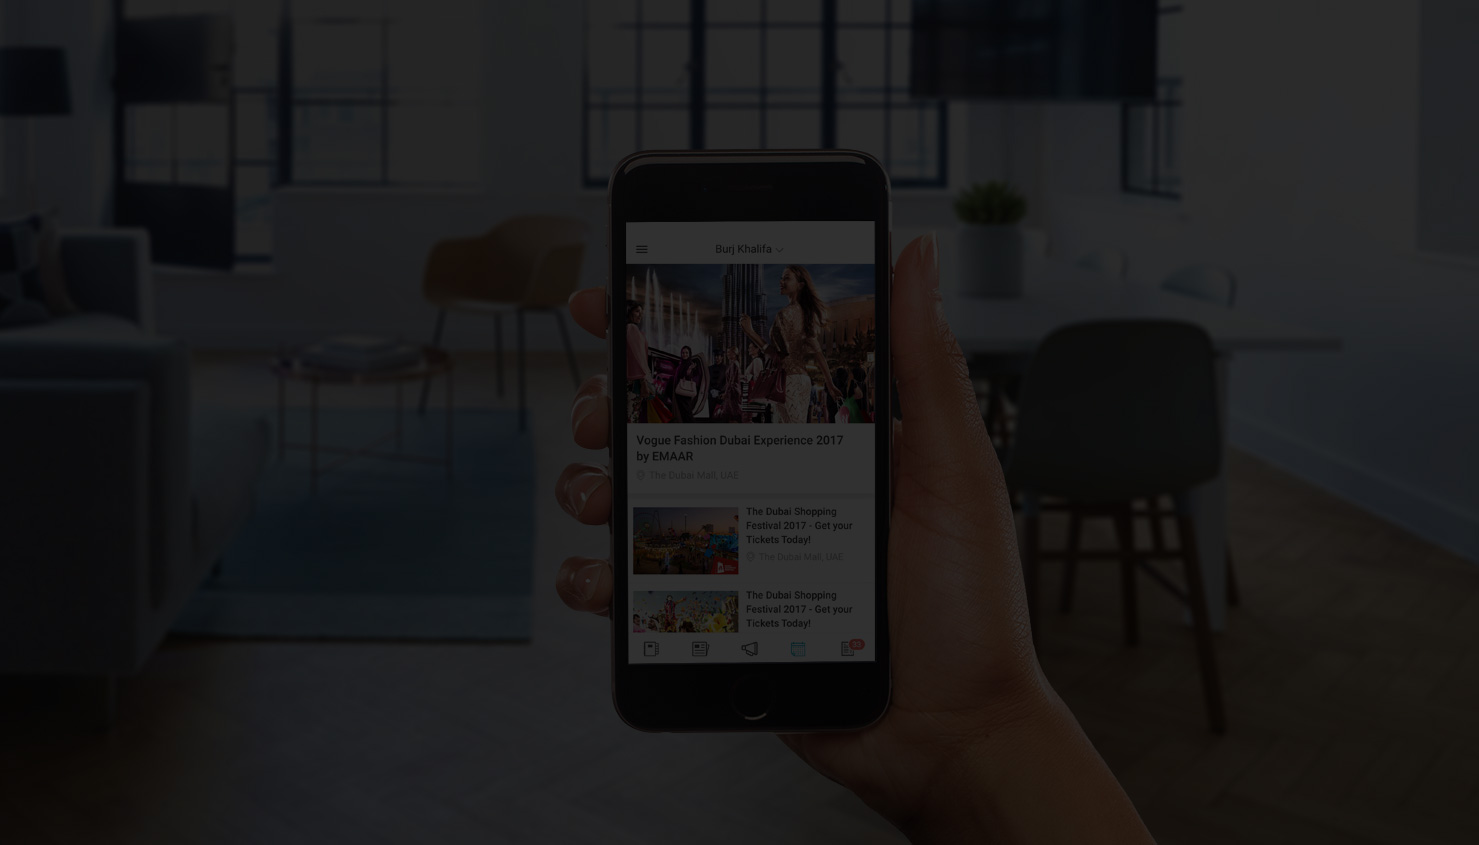 Burj Khalifa
Vogue Fashion Dubai Experience 2017
by EMAAR
The Dubai Mall, UAE
The Dubai Shopping
Festival 2017 - Get your
Tickets Today!
The Dubai Mall, UAE
The Dubai Shopping
Festival 2017 - Get your
Tickets Today!